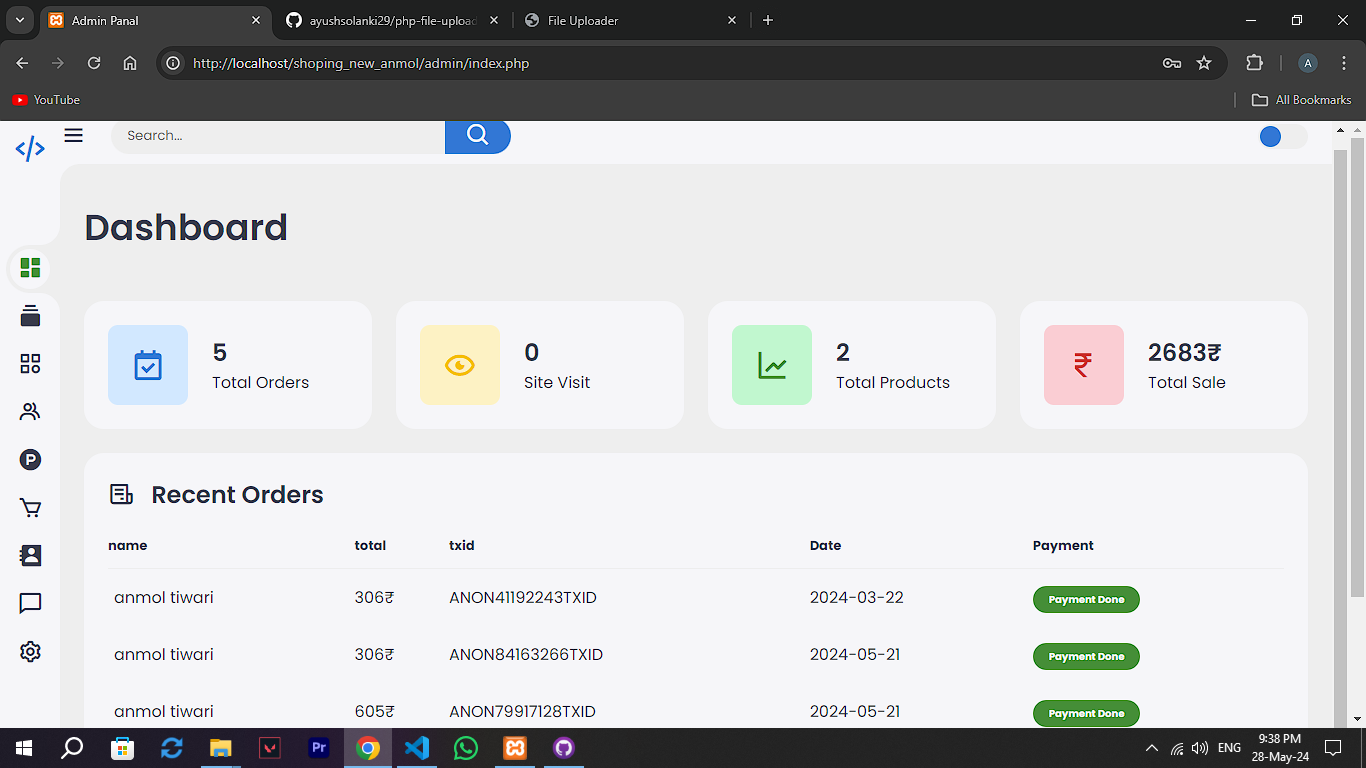 Admin Panal
ayushsolanki29/php-file-upload
File Uploader
http://localhost/shoping_new_anmol/admin/index.php
A
YouTube
All Bookmarks
</>
Search...
Dashboard
5
Total Orders
0
Site Visit
2
Total Products
₹
2683₹
Total Sale
P
Recent Orders
name total txid Date Payment
anmol tiwari 306₹ ANON41192243TXID 2024-03-22 Payment Done
anmol tiwari 306₹ ANON84163266TXID 2024-05-21 Payment Done
anmol tiwari 605₹ ANON79917128TXID 2024-05-21 Payment Done
Pr
ENG
9:38 PM
28-May-24